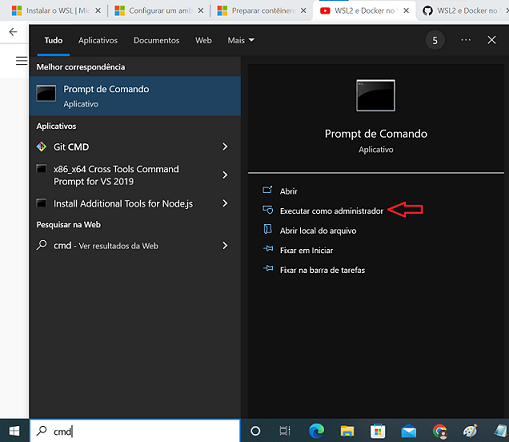 Instalar o WSL | Mic
Configurar um amb
Preparar contêiner
WSL2 e Docker no
WSL2 e Docker no
Tudo Aplicativos Documentos Web Mais 5
Melhor correspondência
Prompt de Comando
Aplicativo
Aplicativos
Git CMD
x86_x64 Cross Tools Command
Prompt for VS 2019
Install Additional Tools for Node.js
Pesquisar na Web
cmd - Ver resultados da Web
Prompt de Comando
Aplicativo
Abrir
Executar como administrador
Abrir local do arquivo
Fixar em Iniciar
Fixar na barra de tarefas
cmd